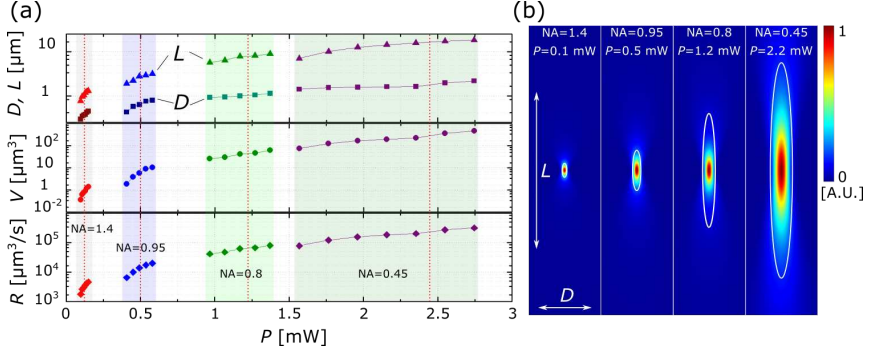 (a)
D, L [μm]
10
1
L
D
V [μm³]
10²
1
10⁻²
R [μm³/s]
10⁵
10⁴
10³
NA=1.4
NA=0.95
NA=0.8
NA=0.45
0 0.5 1 1.5 2 2.5 3
P [mW]
(b)
NA=1.4 NA=0.95 NA=0.8 NA=0.45
P=0.1 mW P=0.5 mW P=1.2 mW P=2.2 mW
L
D
1
0
[A.U.]